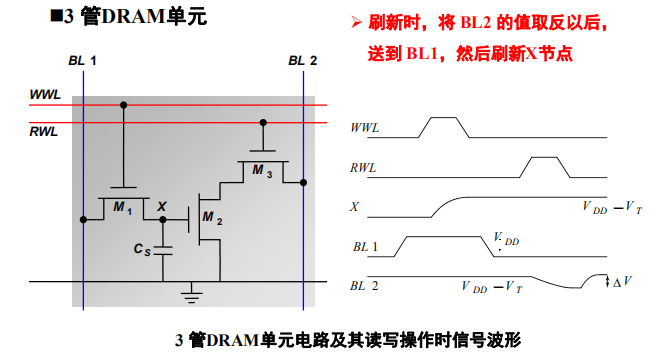 ■3 管DRAM单元
➢ 刷新时，将 BL2 的值取反以后，
送到 BL1，然后刷新X节点
BL 1
BL 2
WWL
RWL
M1
X
M2
M3
CS
WWL
RWL
X
VDD −VT
BL 1
VDD
BL 2
VDD −VT
ΔV
3 管DRAM单元电路及其读写操作时信号波形